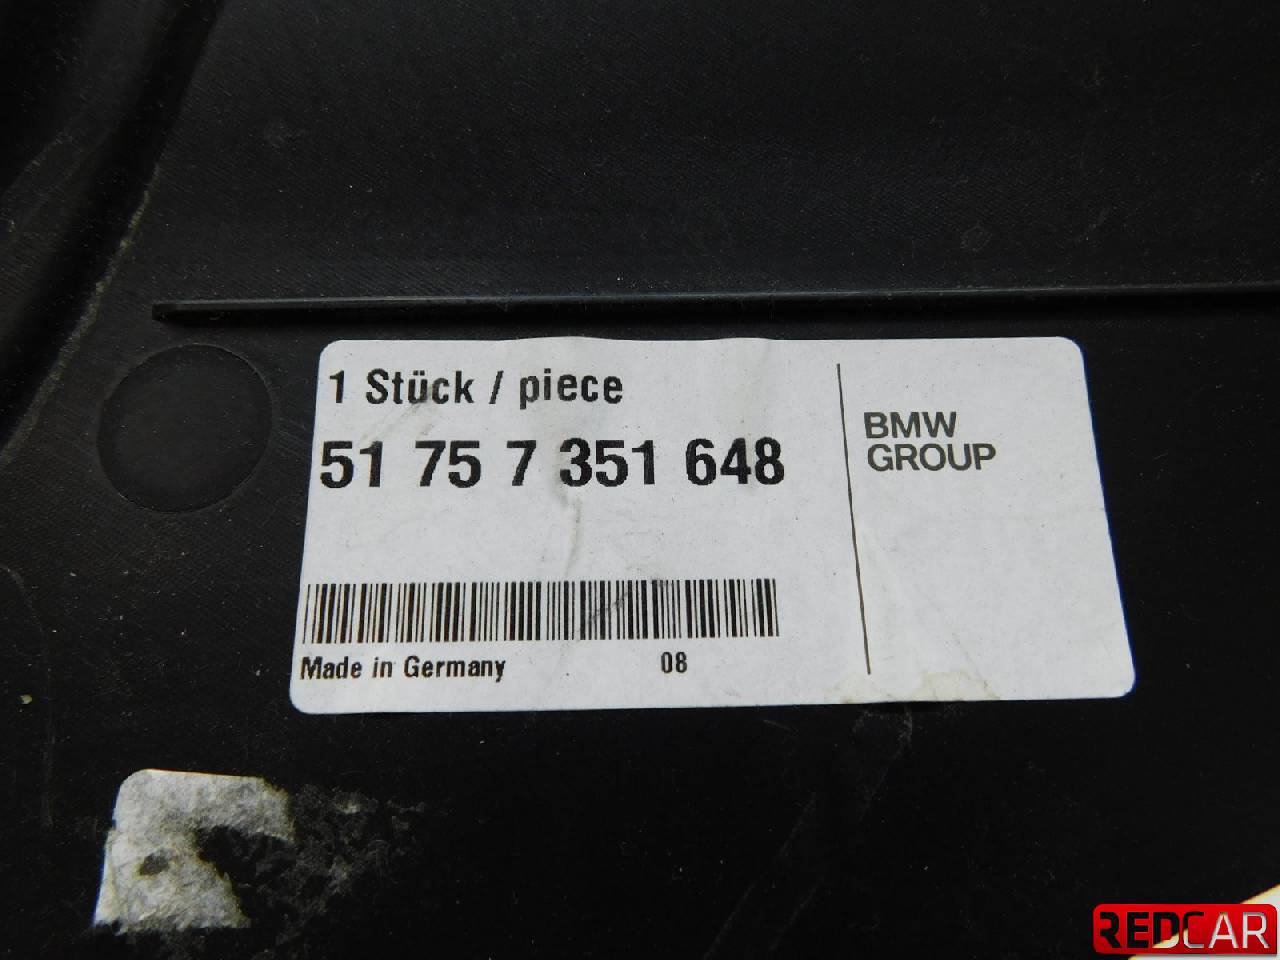 1 Stück / piece
51 75 7 351 648
BMW
GROUP
Made in Germany 08
REDCAR